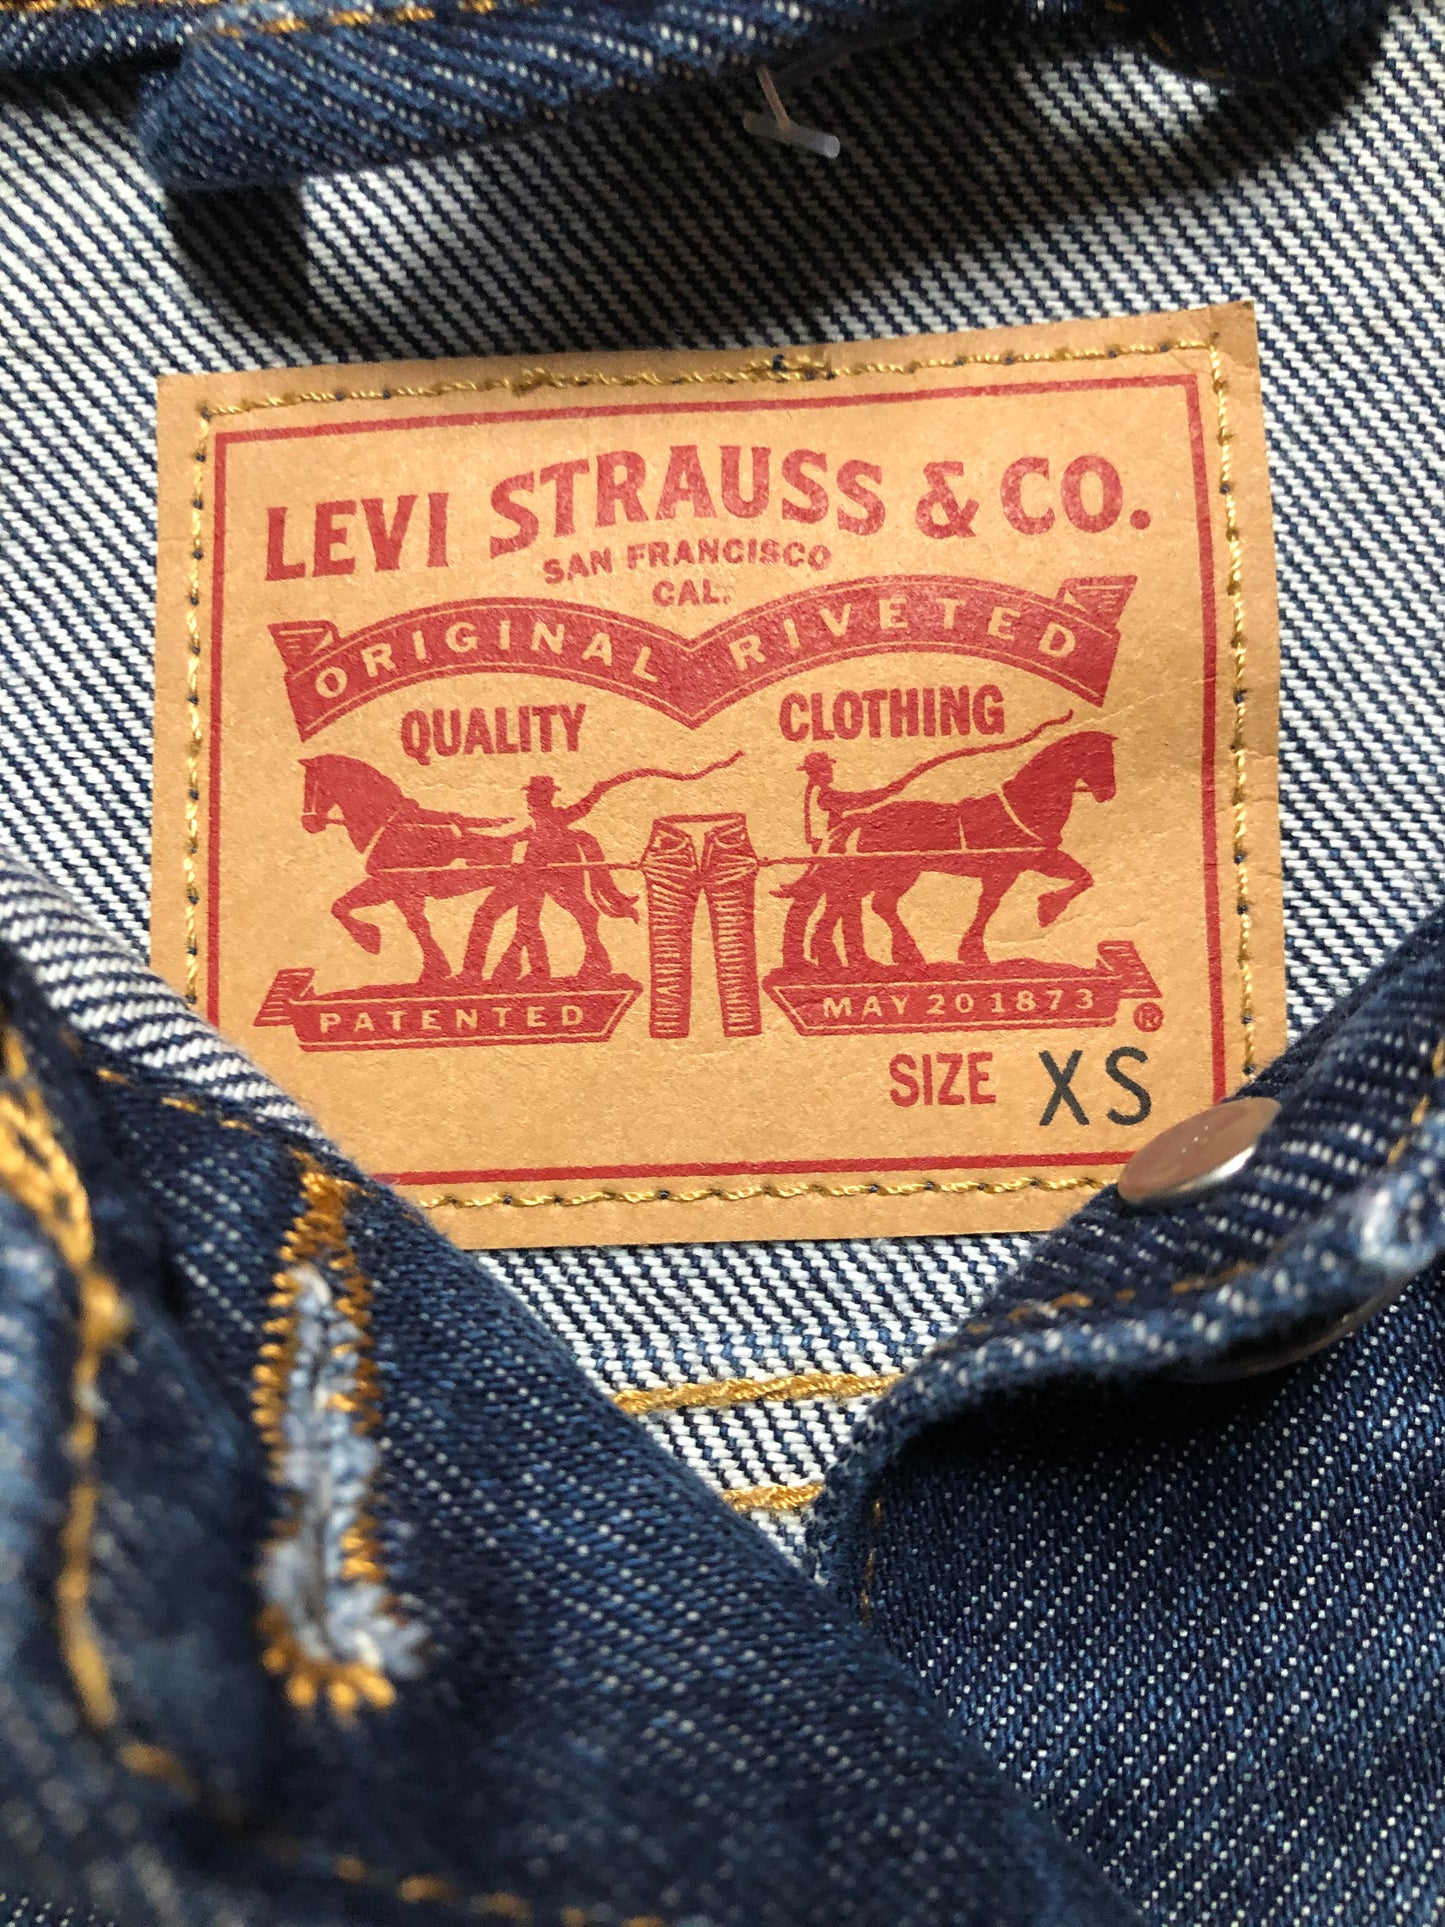 LEVI STRAUSS & CO.
SAN FRANCISCO
CAL.
ORIGINAL RIVETED
QUALITY CLOTHING
PATENTED MAY 20 1873 ®
SIZE XS